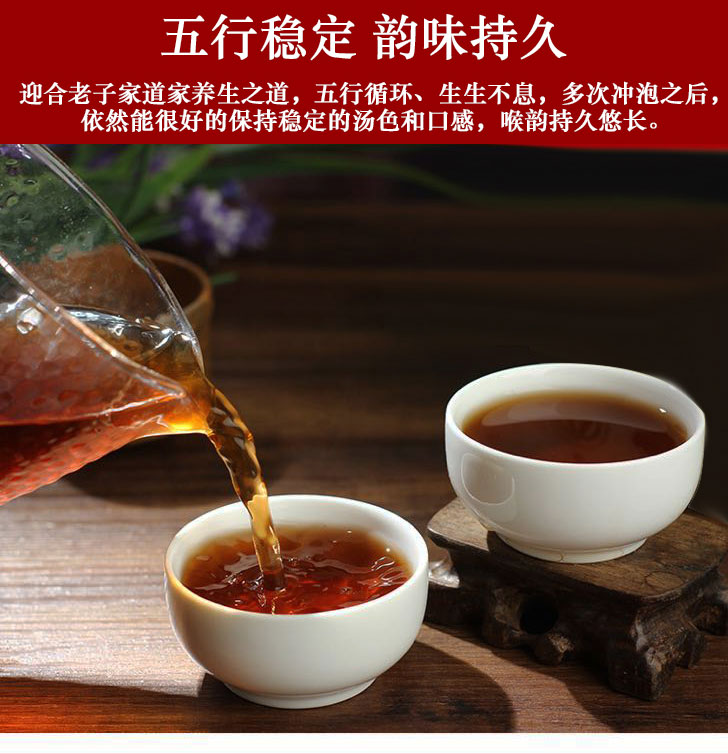 五行稳定 韵味持久
迎合老子家道家养生之道，五行循环、生生不息，多次冲泡之后，
依然能很好的保持稳定的汤色和口感，喉韵持久悠长。